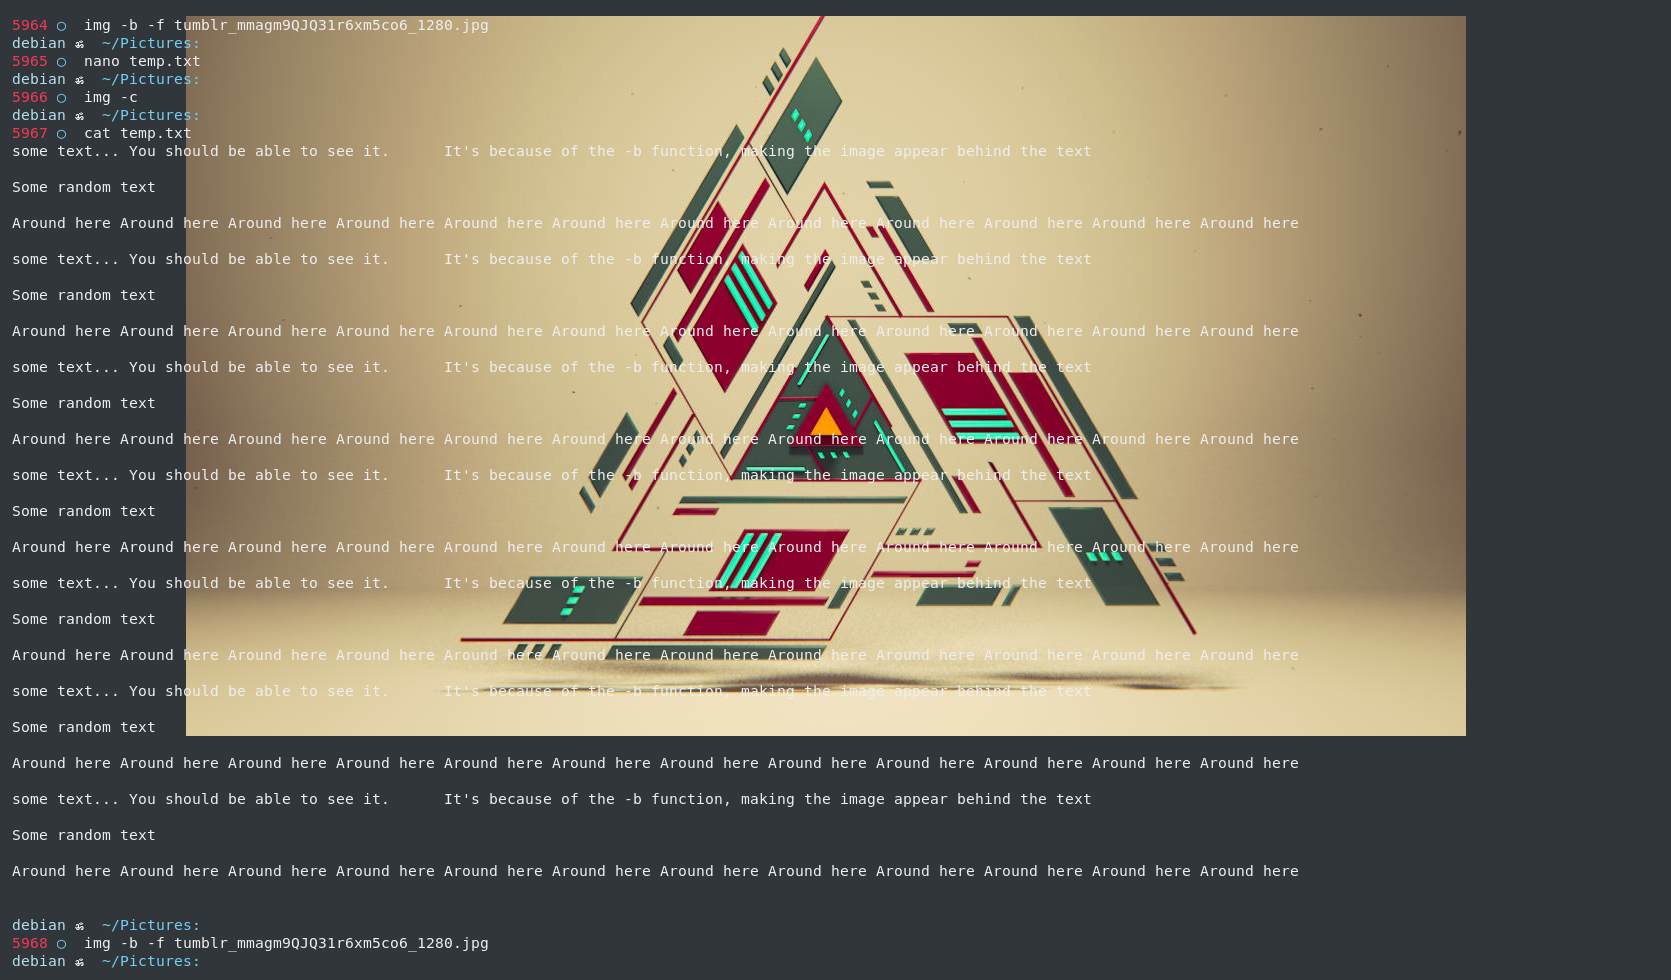 5964 ○  img -b -f tumblr_mmagm9QJQ31r6xm5co6_1280.jpg
debian ॐ  ~/Pictures:
5965 ○  nano temp.txt
debian ॐ  ~/Pictures:
5966 ○  img -c
debian ॐ  ~/Pictures:
5967 ○  cat temp.txt
some text... You should be able to see it.      It's because of the -b function, making the image appear behind the text
Some random text
Around here Around here Around here Around here Around here Around here Around here Around here Around here Around here Around here Around here
some text... You should be able to see it.      It's because of the -b function, making the image appear behind the text
Some random text
Around here Around here Around here Around here Around here Around here Around here Around here Around here Around here Around here Around here
some text... You should be able to see it.      It's because of the -b function, making the image appear behind the text
Some random text
Around here Around here Around here Around here Around here Around here Around here Around here Around here Around here Around here Around here
some text... You should be able to see it.      It's because of the -b function, making the image appear behind the text
Some random text
Around here Around here Around here Around here Around here Around here Around here Around here Around here Around here Around here Around here
some text... You should be able to see it.      It's because of the -b function, making the image appear behind the text
Some random text
Around here Around here Around here Around here Around here Around here Around here Around here Around here Around here Around here Around here
some text... You should be able to see it.      It's because of the -b function, making the image appear behind the text
Some random text
Around here Around here Around here Around here Around here Around here Around here Around here Around here Around here Around here Around here
some text... You should be able to see it.      It's because of the -b function, making the image appear behind the text
Some random text
Around here Around here Around here Around here Around here Around here Around here Around here Around here Around here Around here Around here
debian ॐ  ~/Pictures:
5968 ○  img -b -f tumblr_mmagm9QJQ31r6xm5co6_1280.jpg
debian ॐ  ~/Pictures: